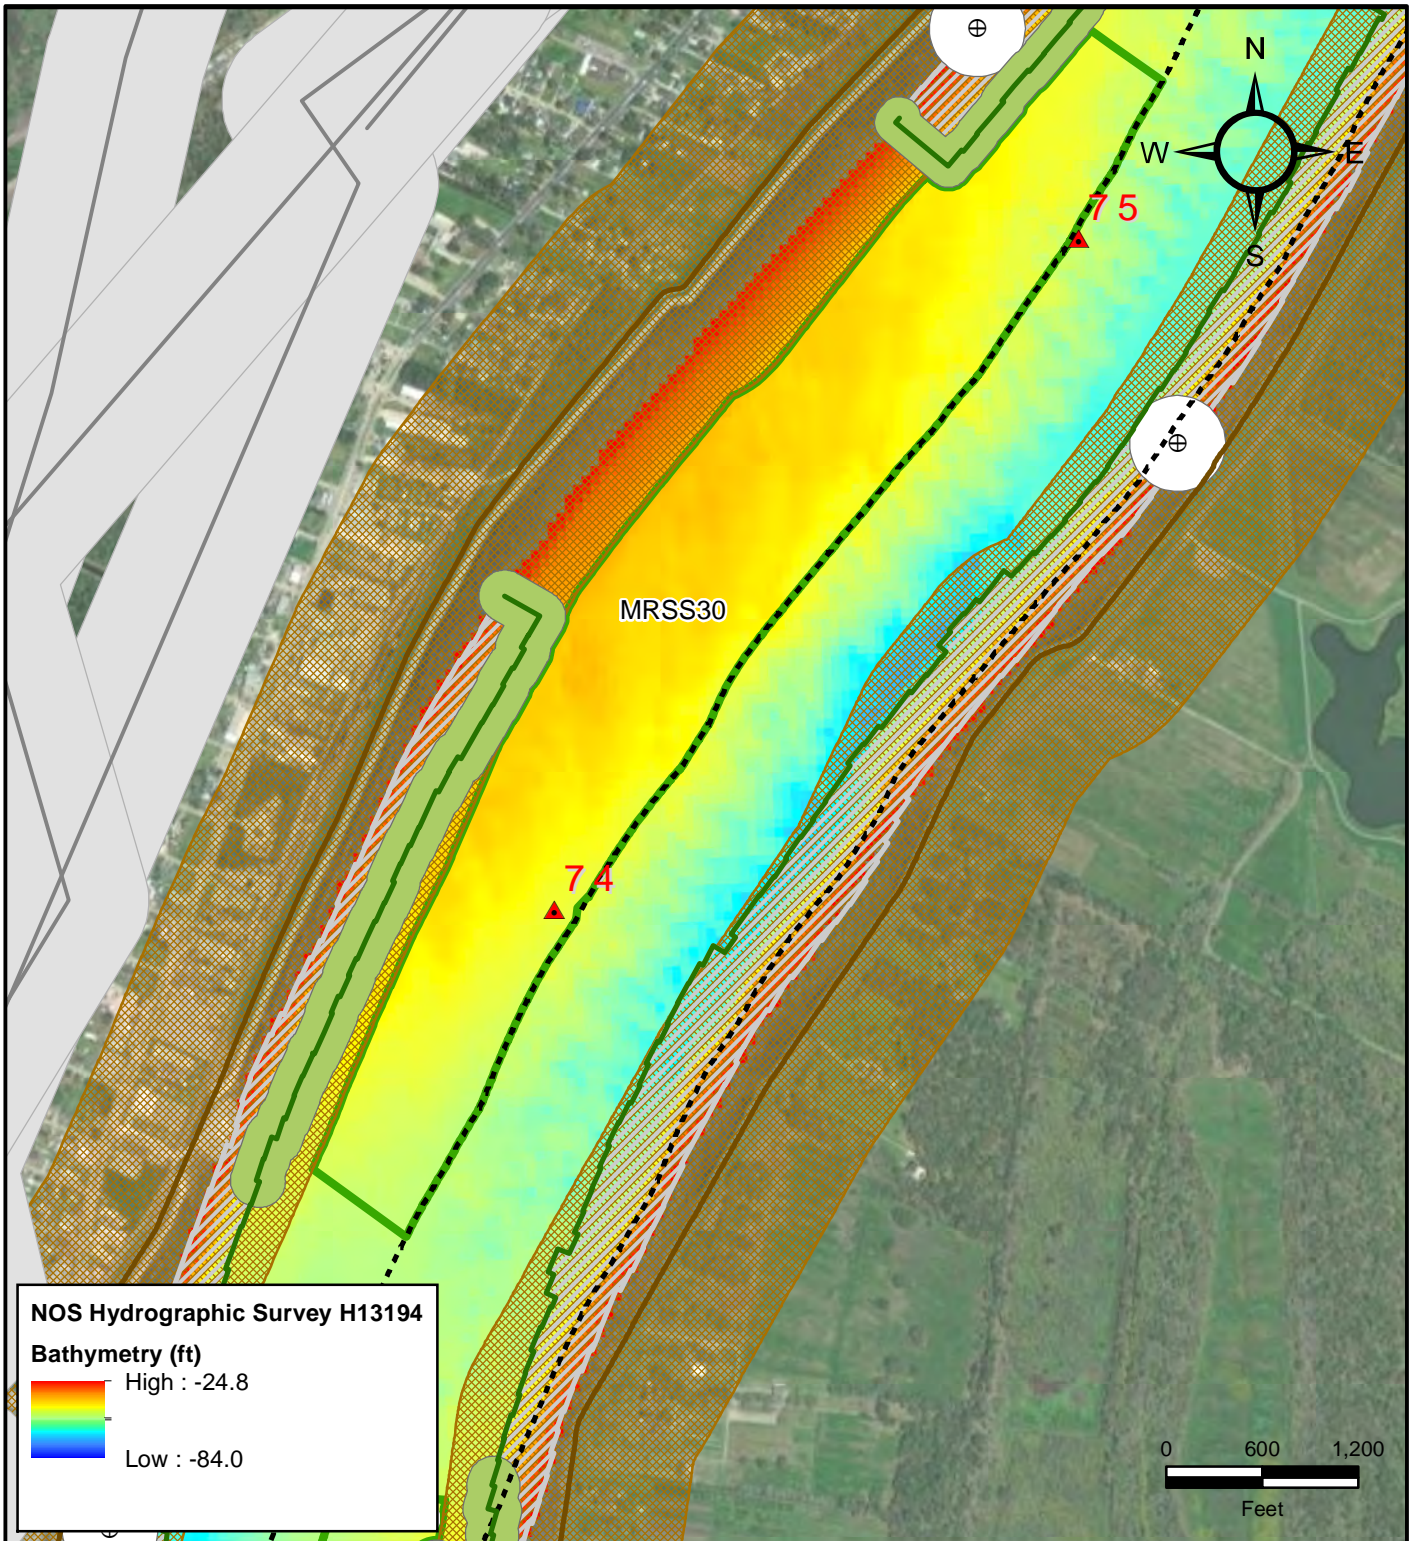 N
W E
S
7 5
MRSS30
7 4
NOS Hydrographic Survey H13194
Bathymetry (ft)
High : -24.8
Low : -84.0
0 600 1,200
Feet